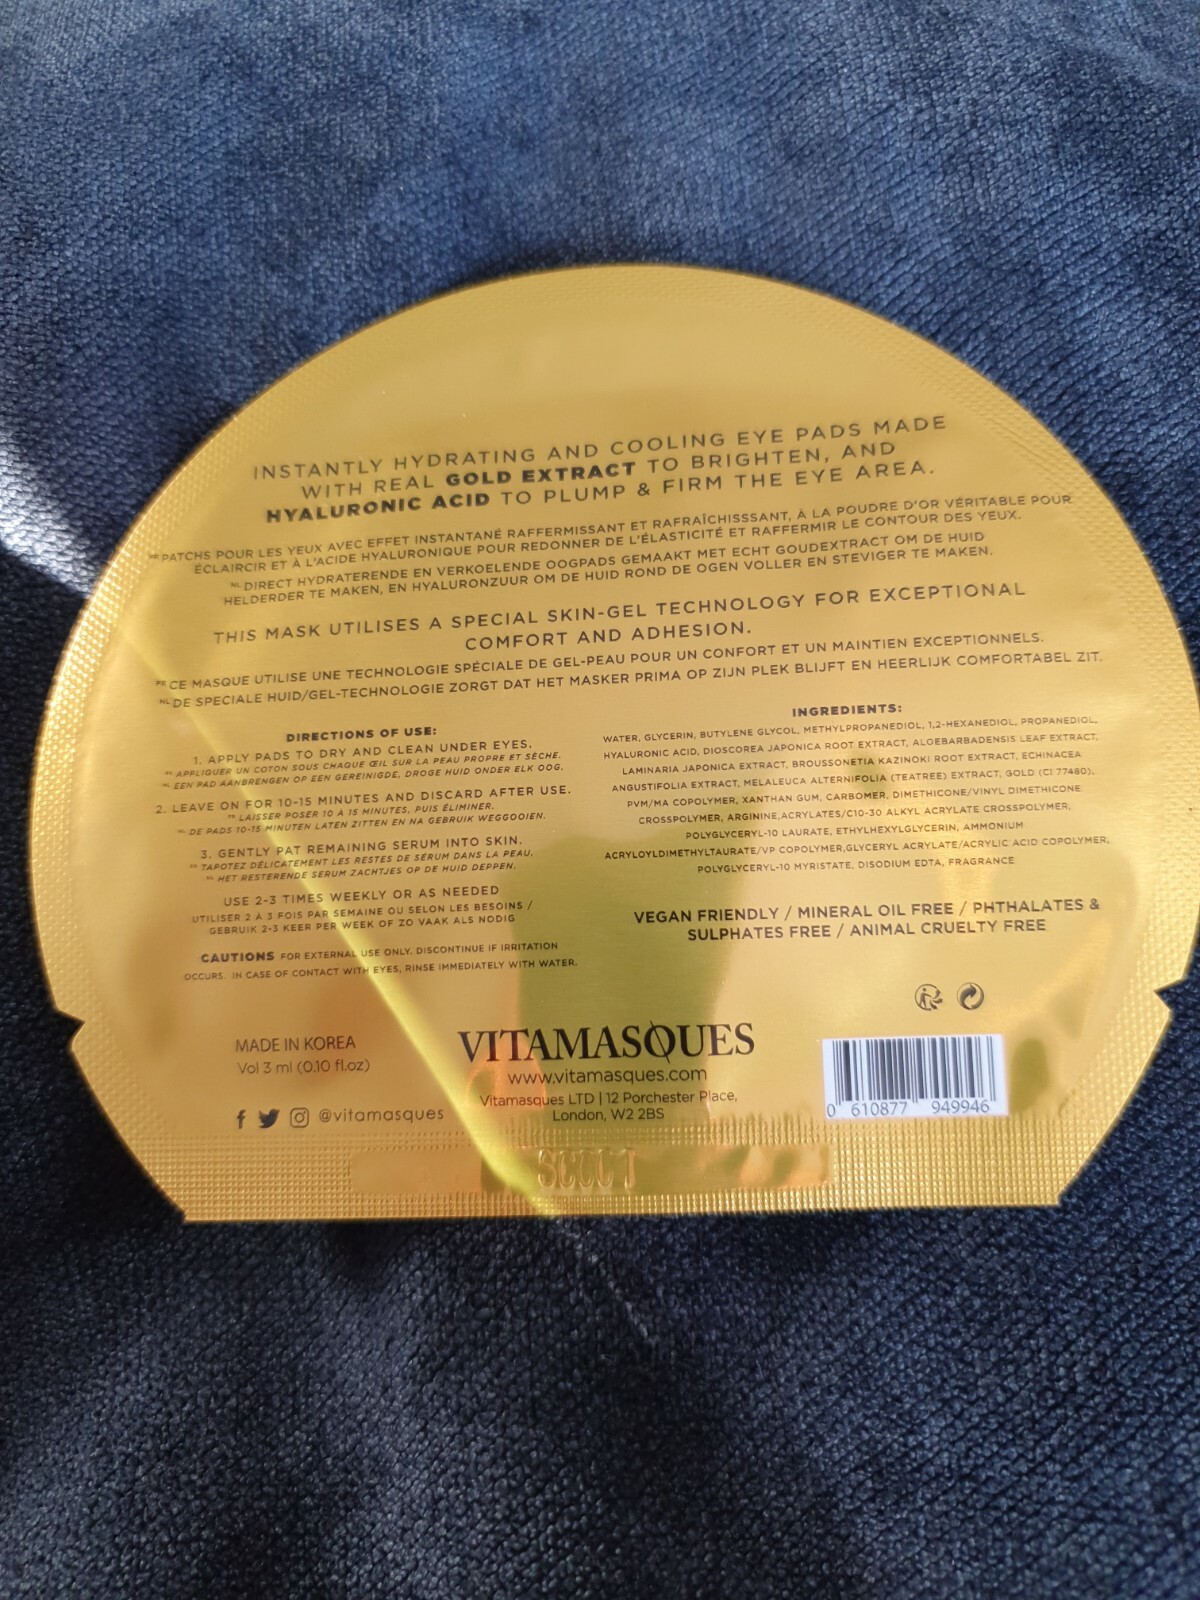 INSTANTLY HYDRATING AND COOLING EYE PADS MADE
WITH REAL GOLD EXTRACT TO BRIGHTEN, AND
HYALURONIC ACID TO PLUMP & FIRM THE EYE AREA.
FR PATCHS POUR LES YEUX AVEC EFFET INSTANTANÉ RAFFERMISSANT ET RAFRAÎCHISSSANT, À LA POUDRE D'OR VÉRITABLE POUR
ÉCLAIRCIR ET À L'ACIDE HYALURONIQUE POUR REDONNER DE L'ÉLASTICITÉ ET RAFFERMIR LE CONTOUR DES YEUX.
NL DIRECT HYDRATERENDE EN VERKOELENDE OOGPADS GEMAAKT MET ECHT GOUDEXTRACT OM DE HUID
HELDERDER TE MAKEN, EN HYALURONZUUR OM DE HUID ROND DE OGEN VOLLER EN STEVIGER TE MAKEN.
THIS MASK UTILISES A SPECIAL SKIN-GEL TECHNOLOGY FOR EXCEPTIONAL
COMFORT AND ADHESION.
FR CE MASQUE UTILISE UNE TECHNOLOGIE SPÉCIALE DE GEL-PEAU POUR UN CONFORT ET UN MAINTIEN EXCEPTIONNELS.
NL DE SPECIALE HUID/GEL-TECHNOLOGIE ZORGT DAT HET MASKER PRIMA OP ZIJN PLEK BLIJFT EN HEERLIJK COMFORTABEL ZIT.
DIRECTIONS OF USE:
1. APPLY PADS TO DRY AND CLEAN UNDER EYES.
FR APPLIQUER UN COTON SOUS CHAQUE ŒIL SUR LA PEAU PROPRE ET SÈCHE.
NL EEN PAD AANBRENGEN OP EEN GEREINIGDE, DROGE HUID ONDER ELK OOG.
2. LEAVE ON FOR 10-15 MINUTES AND DISCARD AFTER USE.
FR LAISSER POSER 10 À 15 MINUTES, PUIS ÉLIMINER.
NL DE PADS 10-15 MINUTEN LATEN ZITTEN EN NA GEBRUIK WEGGOOIEN.
3. GENTLY PAT REMAINING SERUM INTO SKIN.
FR TAPOTEZ DÉLICATEMENT LES RESTES DE SÉRUM DANS LA PEAU.
NL HET RESTERENDE SERUM ZACHTJES OP DE HUID DEPPEN.
USE 2-3 TIMES WEEKLY OR AS NEEDED
UTILISER 2 À 3 FOIS PAR SEMAINE OU SELON LES BESOINS /
GEBRUIK 2-3 KEER PER WEEK OF ZO VAAK ALS NODIG
CAUTIONS FOR EXTERNAL USE ONLY. DISCONTINUE IF IRRITATION
OCCURS. IN CASE OF CONTACT WITH EYES, RINSE IMMEDIATELY WITH WATER.
INGREDIENTS:
WATER, GLYCERIN, BUTYLENE GLYCOL, METHYLPROPANEDIOL, 1,2-HEXANEDIOL, PROPANEDIOL,
HYALURONIC ACID, DIOSCOREA JAPONICA ROOT EXTRACT, ALOEBARBADENSIS LEAF EXTRACT,
LAMINARIA JAPONICA EXTRACT, BROUSSONETIA KAZINOKI ROOT EXTRACT, ECHINACEA
ANGUSTIFOLIA EXTRACT, MELALEUCA ALTERNIFOLIA (TEATREE) EXTRACT, GOLD (CI 77480),
PVM/MA COPOLYMER, XANTHAN GUM, CARBOMER, DIMETHICONE/VINYL DIMETHICONE
CROSSPOLYMER, ARGININE,ACRYLATES/C10-30 ALKYL ACRYLATE CROSSPOLYMER,
POLYGLYCERYL-10 LAURATE, ETHYLHEXYLGLYCERIN, AMMONIUM
ACRYLOYLDIMETHYLTAURATE/VP COPOLYMER,GLYCERYL ACRYLATE/ACRYLIC ACID COPOLYMER,
POLYGLYCERYL-10 MYRISTATE, DISODIUM EDTA, FRAGRANCE
VEGAN FRIENDLY / MINERAL OIL FREE / PHTHALATES &
SULPHATES FREE / ANIMAL CRUELTY FREE
MADE IN KOREA
Vol 3 ml (0.10 fl.oz)
@vitamasques
VITAMASQUES
www.vitamasques.com
Vitamasques LTD | 12 Porchester Place,
London, W2 2BS
0 610877 949946